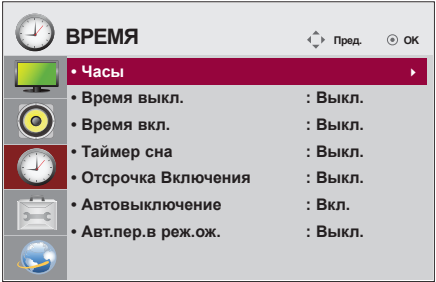 ВРЕМЯ Пред. ОК
• Часы
• Время выкл. : Выкл.
• Время вкл. : Выкл.
• Таймер сна : Выкл.
• Отсрочка Включения : Выкл.
• Автовыключение : Вкл.
• Авт.пер.в реж.ож. : Выкл.